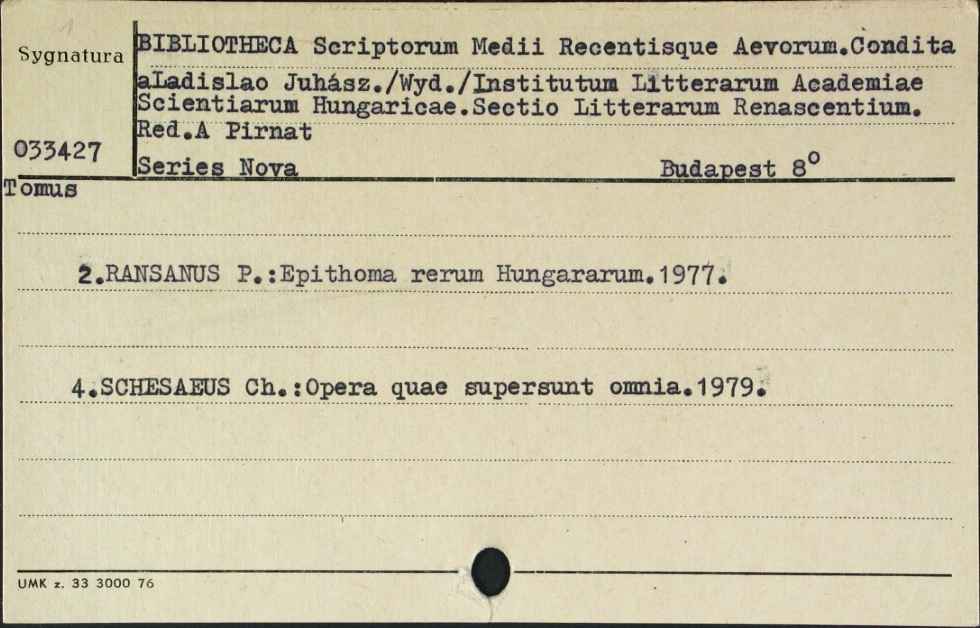 1
Sygnatura
BIBLIOTHECA Scriptorum Medii Recentisque Aevorum.Condita
aLadislao Juhász./Wyd./Institutum Litterarum Academiae
Scientiarum Hungaricae.Sectio Litterarum Renascentium.
Red.A Pirnat
033427
Series Nova Budapest 8°
Tomus
2.RANSANUS P.:Epithoma rerum Hungararum.1977.
4.SCHESAEUS Ch.:Opera quae supersunt omnia.1979.
UMK z. 33 3000 76